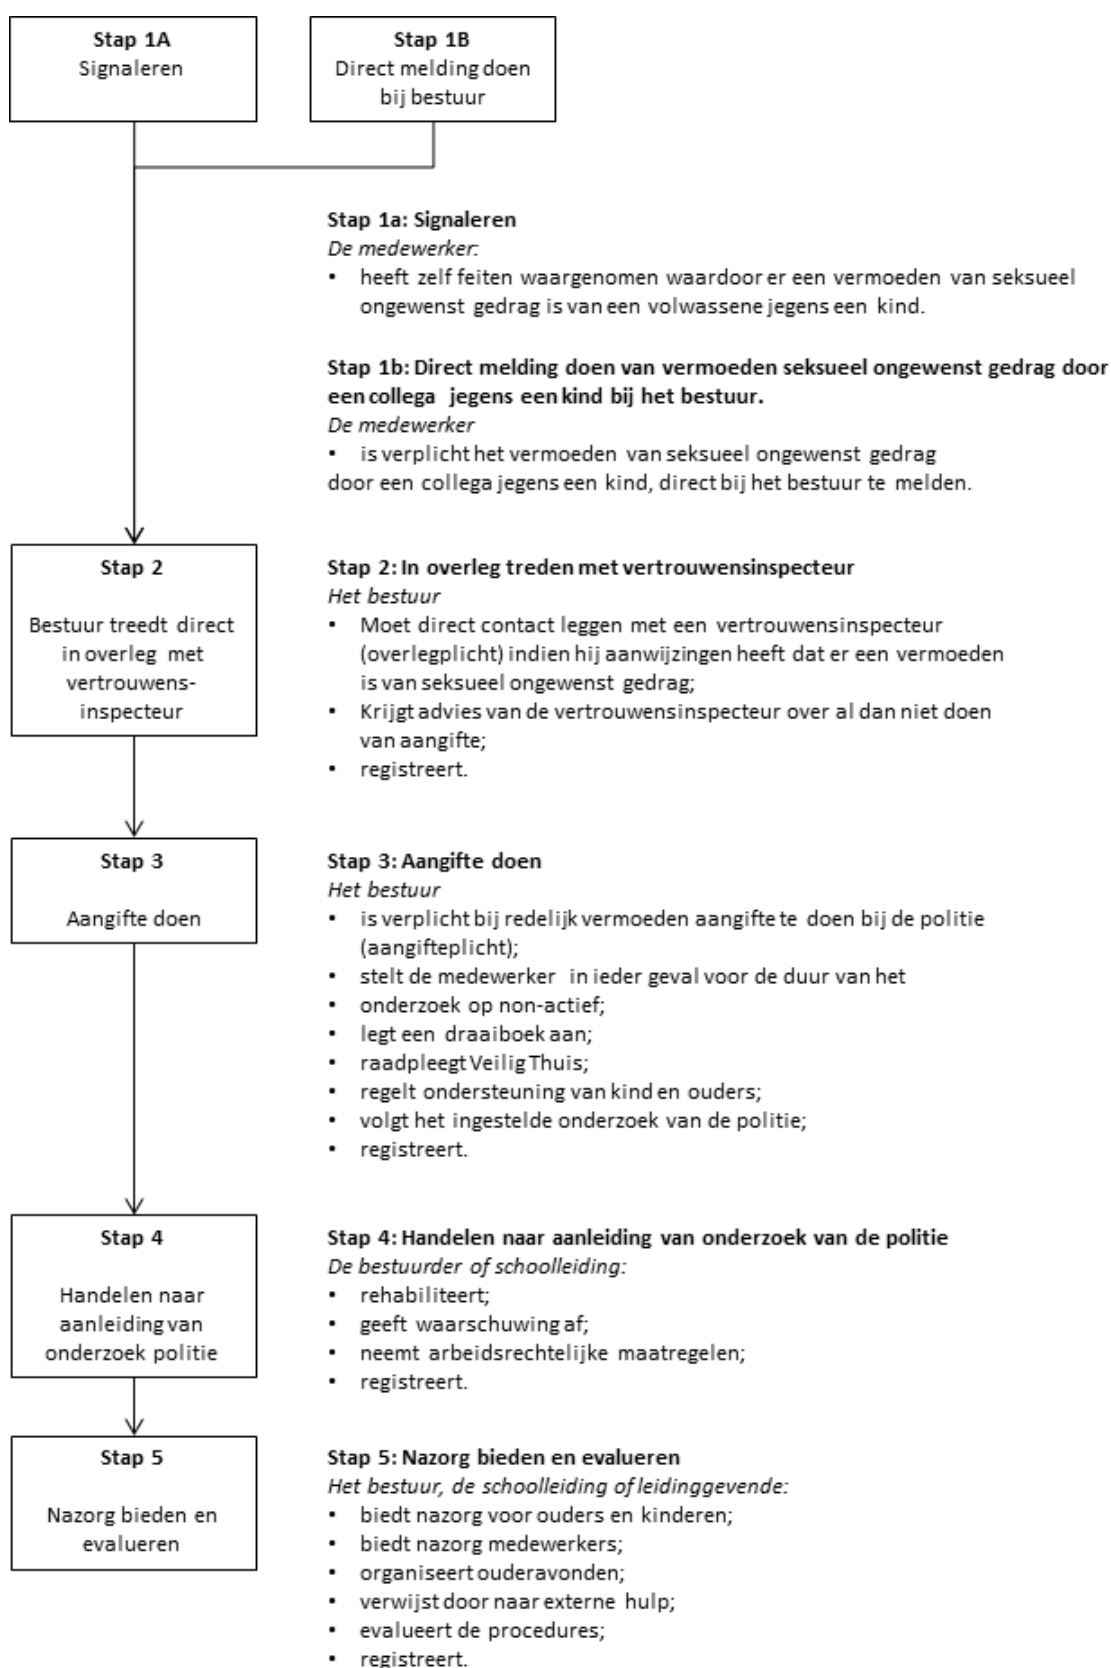 Stap 1A
Signaleren
Stap 1B
Direct melding doen
bij bestuur
Stap 1a: Signaleren
De medewerker:
• heeft zelf feiten waargenomen waardoor er een vermoeden van seksueel
ongewenst gedrag is van een volwassene jegens een kind.
Stap 1b: Direct melding doen van vermoeden seksueel ongewenst gedrag door
een collega jegens een kind bij het bestuur.
De medewerker
• is verplicht het vermoeden van seksueel ongewenst gedrag
door een collega jegens een kind, direct bij het bestuur te melden.
Stap 2
Bestuur treedt direct
in overleg met
vertrouwens-
inspecteur
Stap 2: In overleg treden met vertrouwensinspecteur
Het bestuur
• Moet direct contact leggen met een vertrouwensinspecteur
(overlegplicht) indien hij aanwijzingen heeft dat er een vermoeden
is van seksueel ongewenst gedrag;
• Krijgt advies van de vertrouwensinspecteur over al dan niet doen
van aangifte;
• registreert.
Stap 3
Aangifte doen
Stap 3: Aangifte doen
Het bestuur
• is verplicht bij redelijk vermoeden aangifte te doen bij de politie
(aangifteplicht);
• stelt de medewerker in ieder geval voor de duur van het
• onderzoek op non-actief;
• legt een draaiboek aan;
• raadpleegt Veilig Thuis;
• regelt ondersteuning van kind en ouders;
• volgt het ingestelde onderzoek van de politie;
• registreert.
Stap 4
Handelen naar
aanleiding van
onderzoek politie
Stap 4: Handelen naar aanleiding van onderzoek van de politie
De bestuurder of schoolleiding:
• rehabiliteert;
• geeft waarschuwing af;
• neemt arbeidsrechtelijke maatregelen;
• registreert.
Stap 5
Nazorg bieden en
evalueren
Stap 5: Nazorg bieden en evalueren
Het bestuur, de schoolleiding of leidinggevende:
• biedt nazorg voor ouders en kinderen;
• biedt nazorg medewerkers;
• organiseert ouderavonden;
• verwijst door naar externe hulp;
• evalueert de procedures;
• registreert.